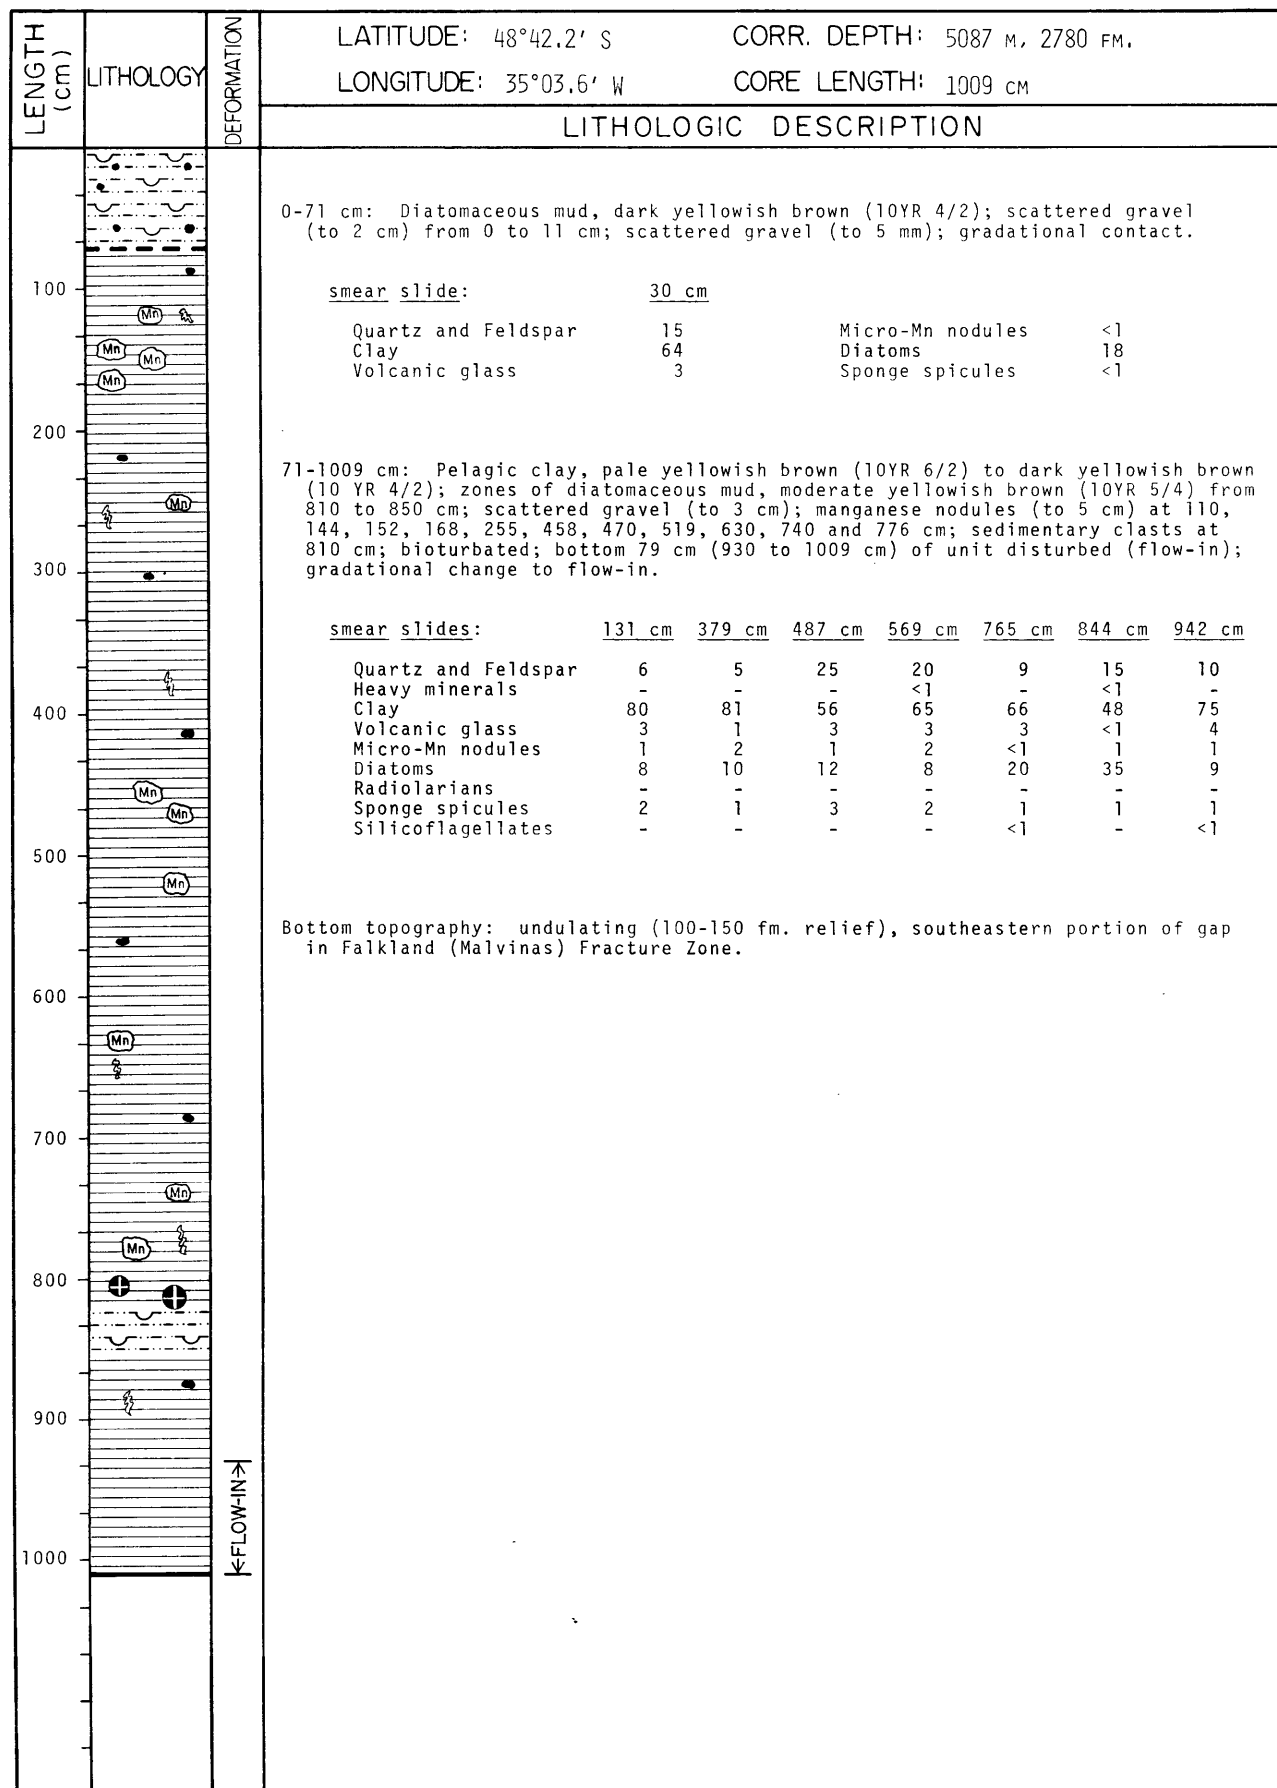 LENGTH (cm)
LITHOLOGY
DEFORMATION
LATITUDE: 48°42.2' S CORR. DEPTH: 5087 M, 2780 FM.
LONGITUDE: 35°03.6' W CORE LENGTH: 1009 CM
LITHOLOGIC DESCRIPTION
0-71 cm: Diatomaceous mud, dark yellowish brown (10YR 4/2); scattered gravel
(to 2 cm) from 0 to 11 cm; scattered gravel (to 5 mm); gradational contact.
smear slide: 30 cm
Quartz and Feldspar 15 Micro-Mn nodules <1
Clay 64 Diatoms 18
Volcanic glass 3 Sponge spicules <1
71-1009 cm: Pelagic clay, pale yellowish brown (10YR 6/2) to dark yellowish brown
(10 YR 4/2); zones of diatomaceous mud, moderate yellowish brown (10YR 5/4) from
810 to 850 cm; scattered gravel (to 3 cm); manganese nodules (to 5 cm) at 110,
144, 152, 168, 255, 458, 470, 519, 630, 740 and 776 cm; sedimentary clasts at
810 cm; bioturbated; bottom 79 cm (930 to 1009 cm) of unit disturbed (flow-in);
gradational change to flow-in.
smear slides: 131 cm 379 cm 487 cm 569 cm 765 cm 844 cm 942 cm
Quartz and Feldspar 6 5 25 20 9 15 10
Heavy minerals - - - <1 - <1 -
Clay 80 81 56 65 66 48 75
Volcanic glass 3 1 3 3 3 <1 4
Micro-Mn nodules 1 2 1 2 <1 1 1
Diatoms 8 10 12 8 20 35 9
Radiolarians - - - - - - -
Sponge spicules 2 1 3 2 1 1 1
Silicoflagellates - - - - <1 - <1
Bottom topography: undulating (100-150 fm. relief), southeastern portion of gap
in Falkland (Malvinas) Fracture Zone.
100
Mn
Mn
Mn
Mn
200
Mn
300
400
Mn
Mn
500
Mn
600
Mn
700
Mn
Mn
800
900
1000
FLOW-IN